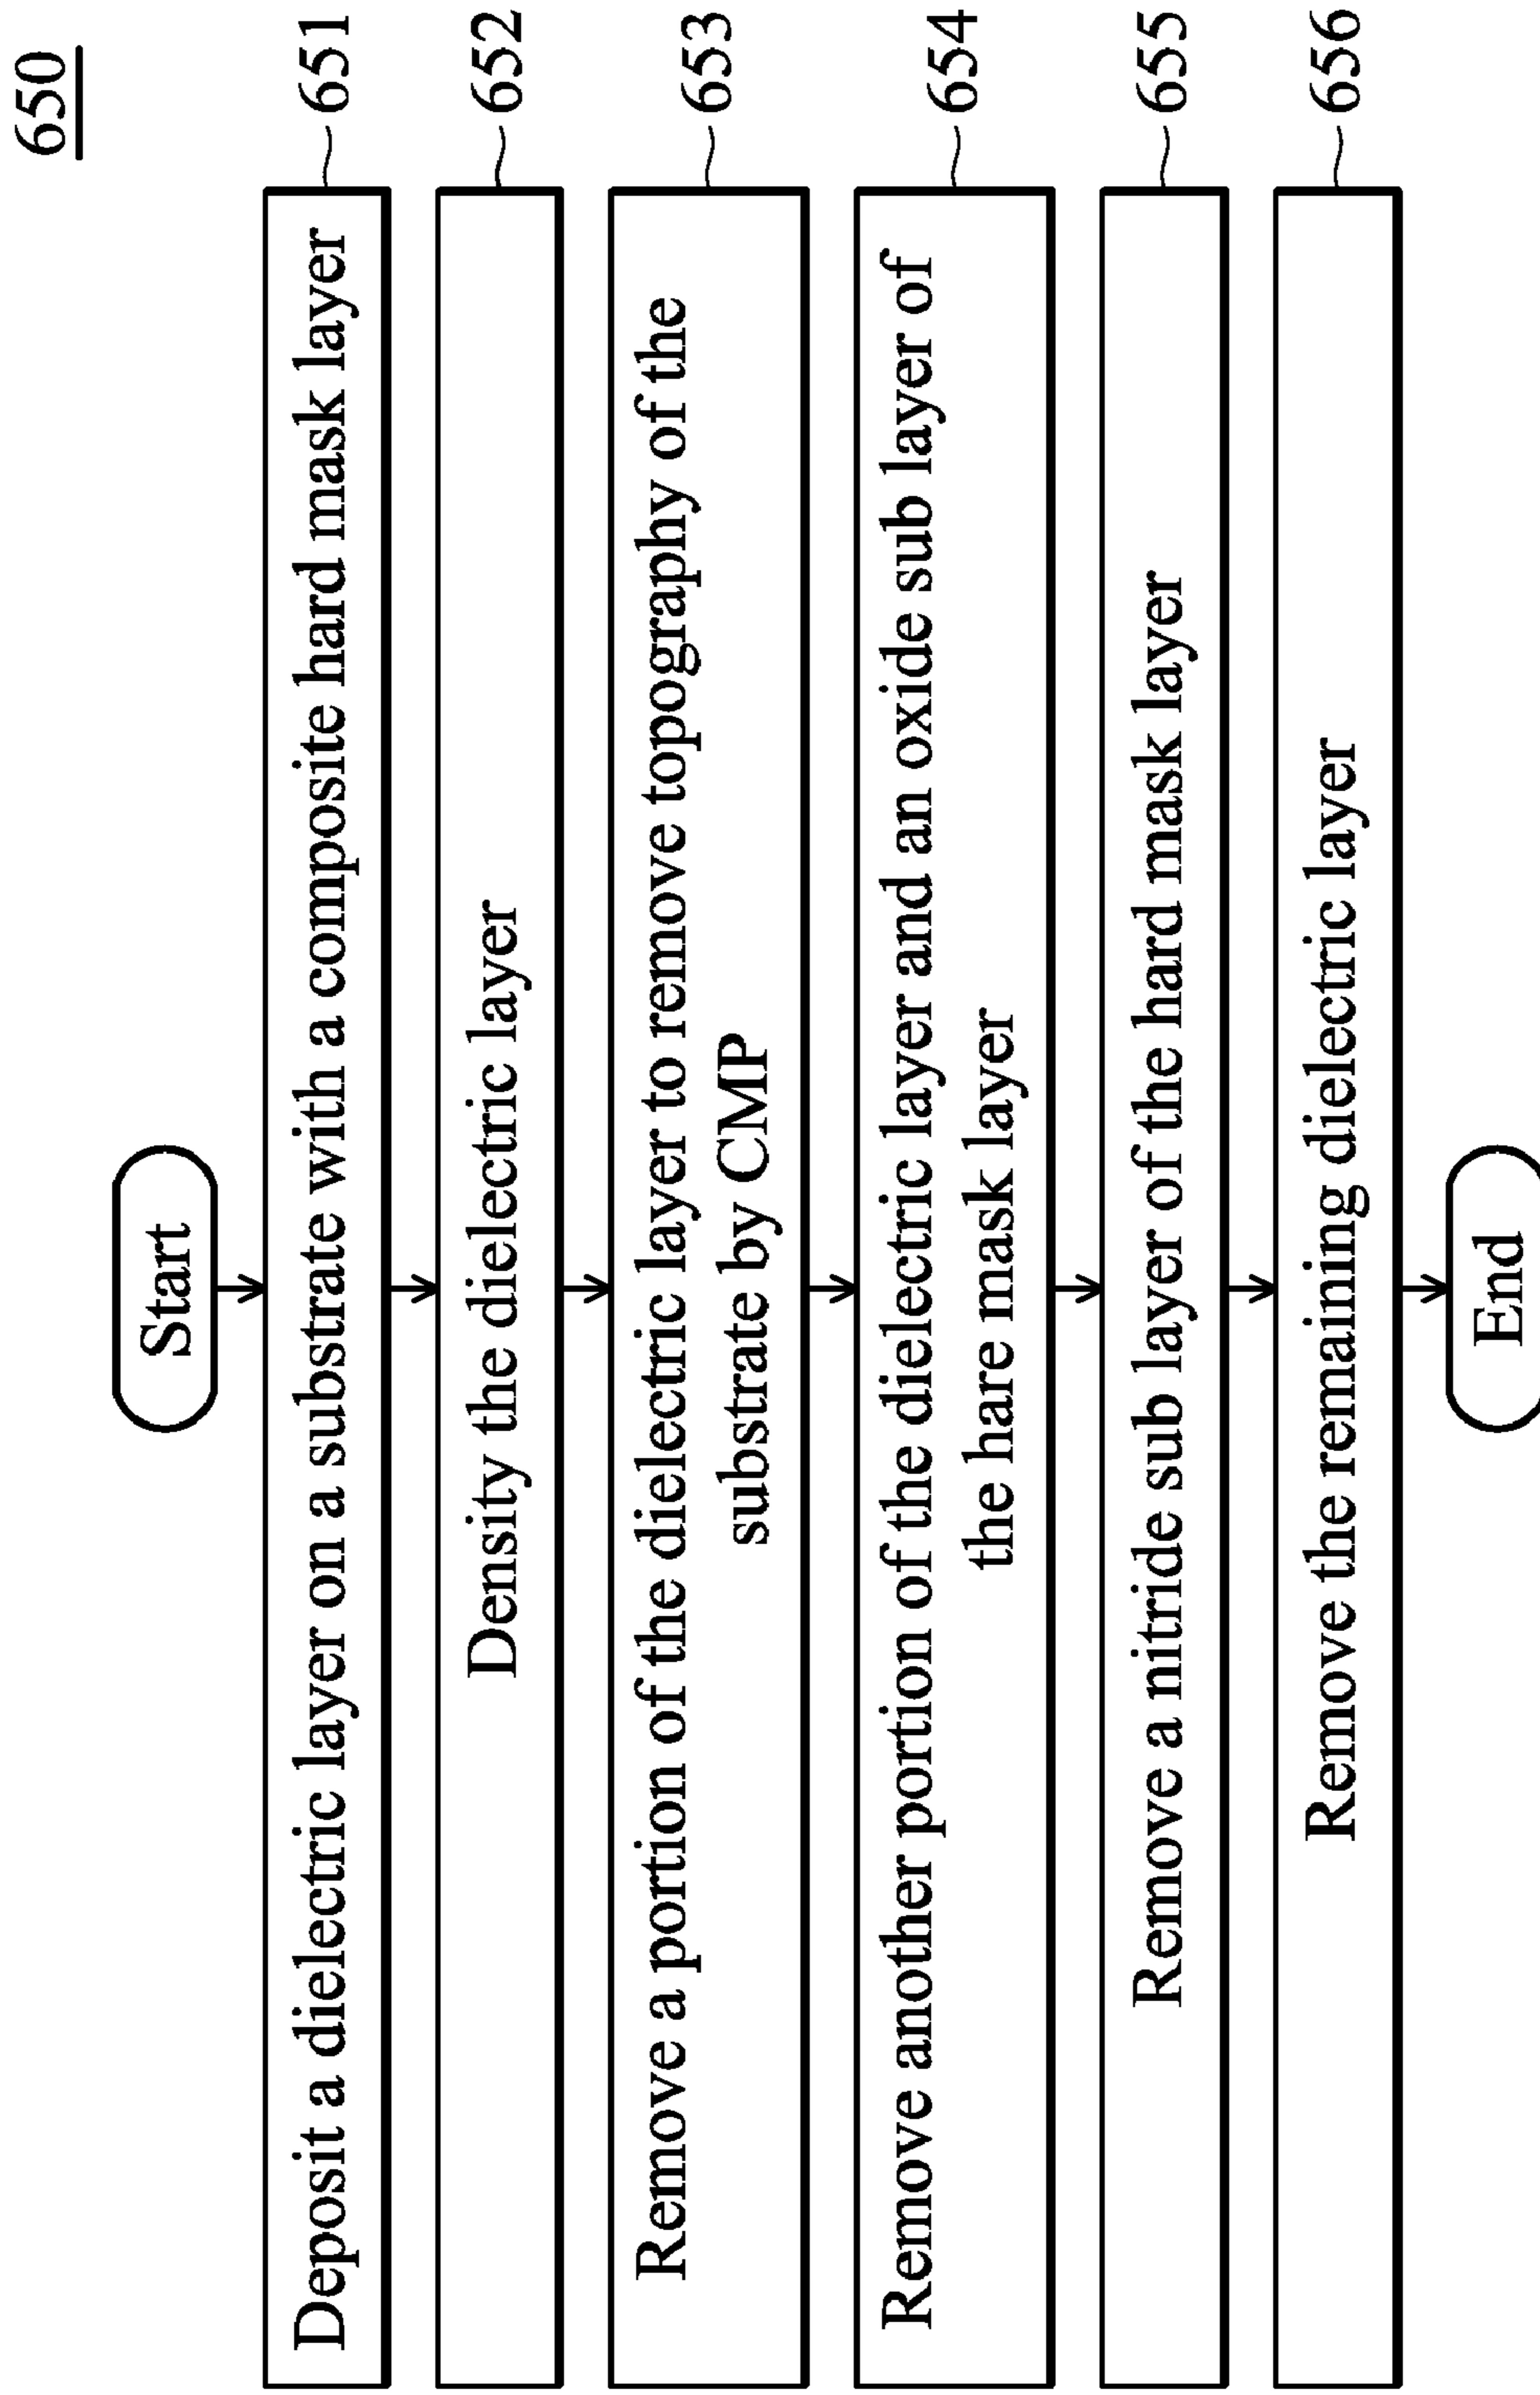 650
Start
Deposit a dielectric layer on a substrate with a composite hard mask layer
651
Density the dielectric layer
652
Remove a portion of the dielectric layer to remove topography of the
substrate by CMP
653
Remove another portion of the dielectric layer and an oxide sub layer of
the hare mask layer
654
Remove a nitride sub layer of the hard mask layer
655
Remove the remaining dielectric layer
656
End